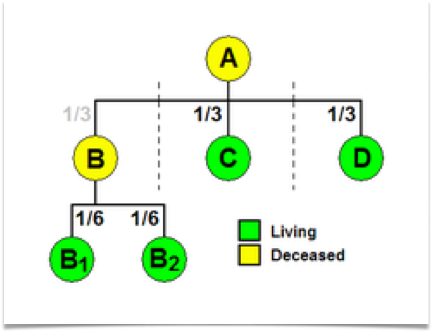 A
1/3 1/3 1/3
B C D
1/6 1/6
Living
B1 B2
Deceased